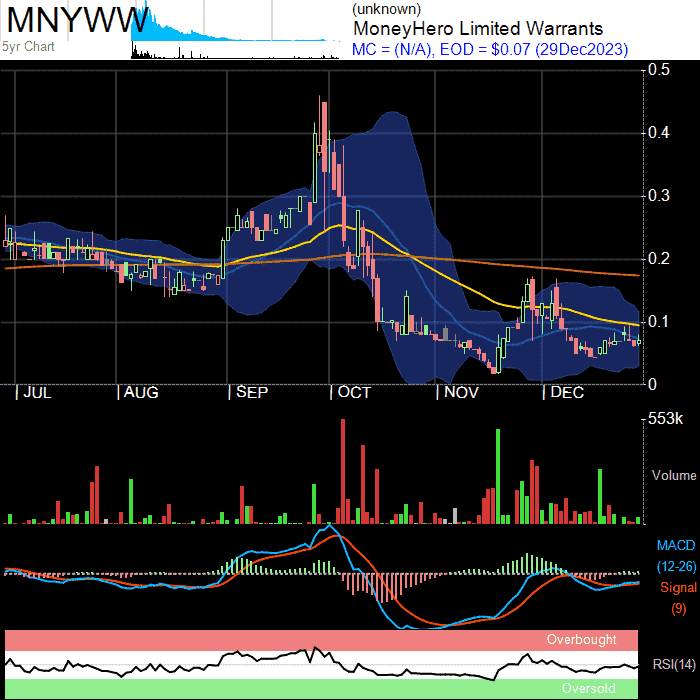 MNYWW
5yr Chart
(unknown)
MoneyHero Limited Warrants
MC = (N/A), EOD = $0.07 (29Dec2023)
0.5
0.4
0.3
0.2
0.1
0
JUL AUG SEP OCT NOV DEC
553k
Volume
MACD
(12-26)
Signal
(9)
Overbought
RSI(14)
Oversold